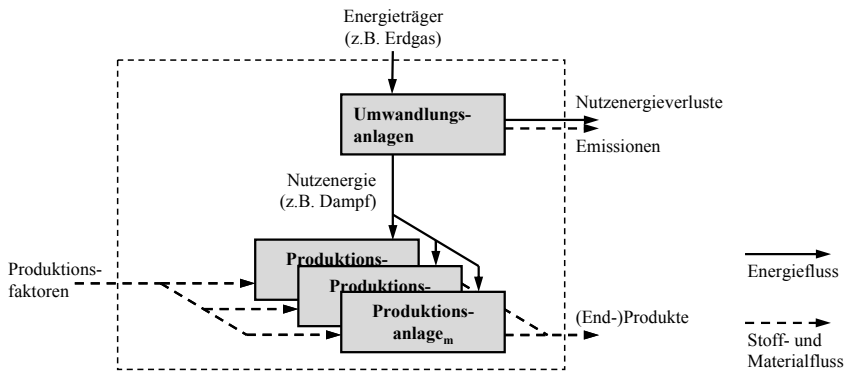 Energieträger
(z.B. Erdgas)
Umwandlungs-
anlagen
Nutzenergieverluste
Emissionen
Nutzenergie
(z.B. Dampf)
Produktions-
Produktions-
Produktions-
anlagem
Produktions-
faktoren
(End-)Produkte
Energiefluss
Stoff- und
Materialfluss